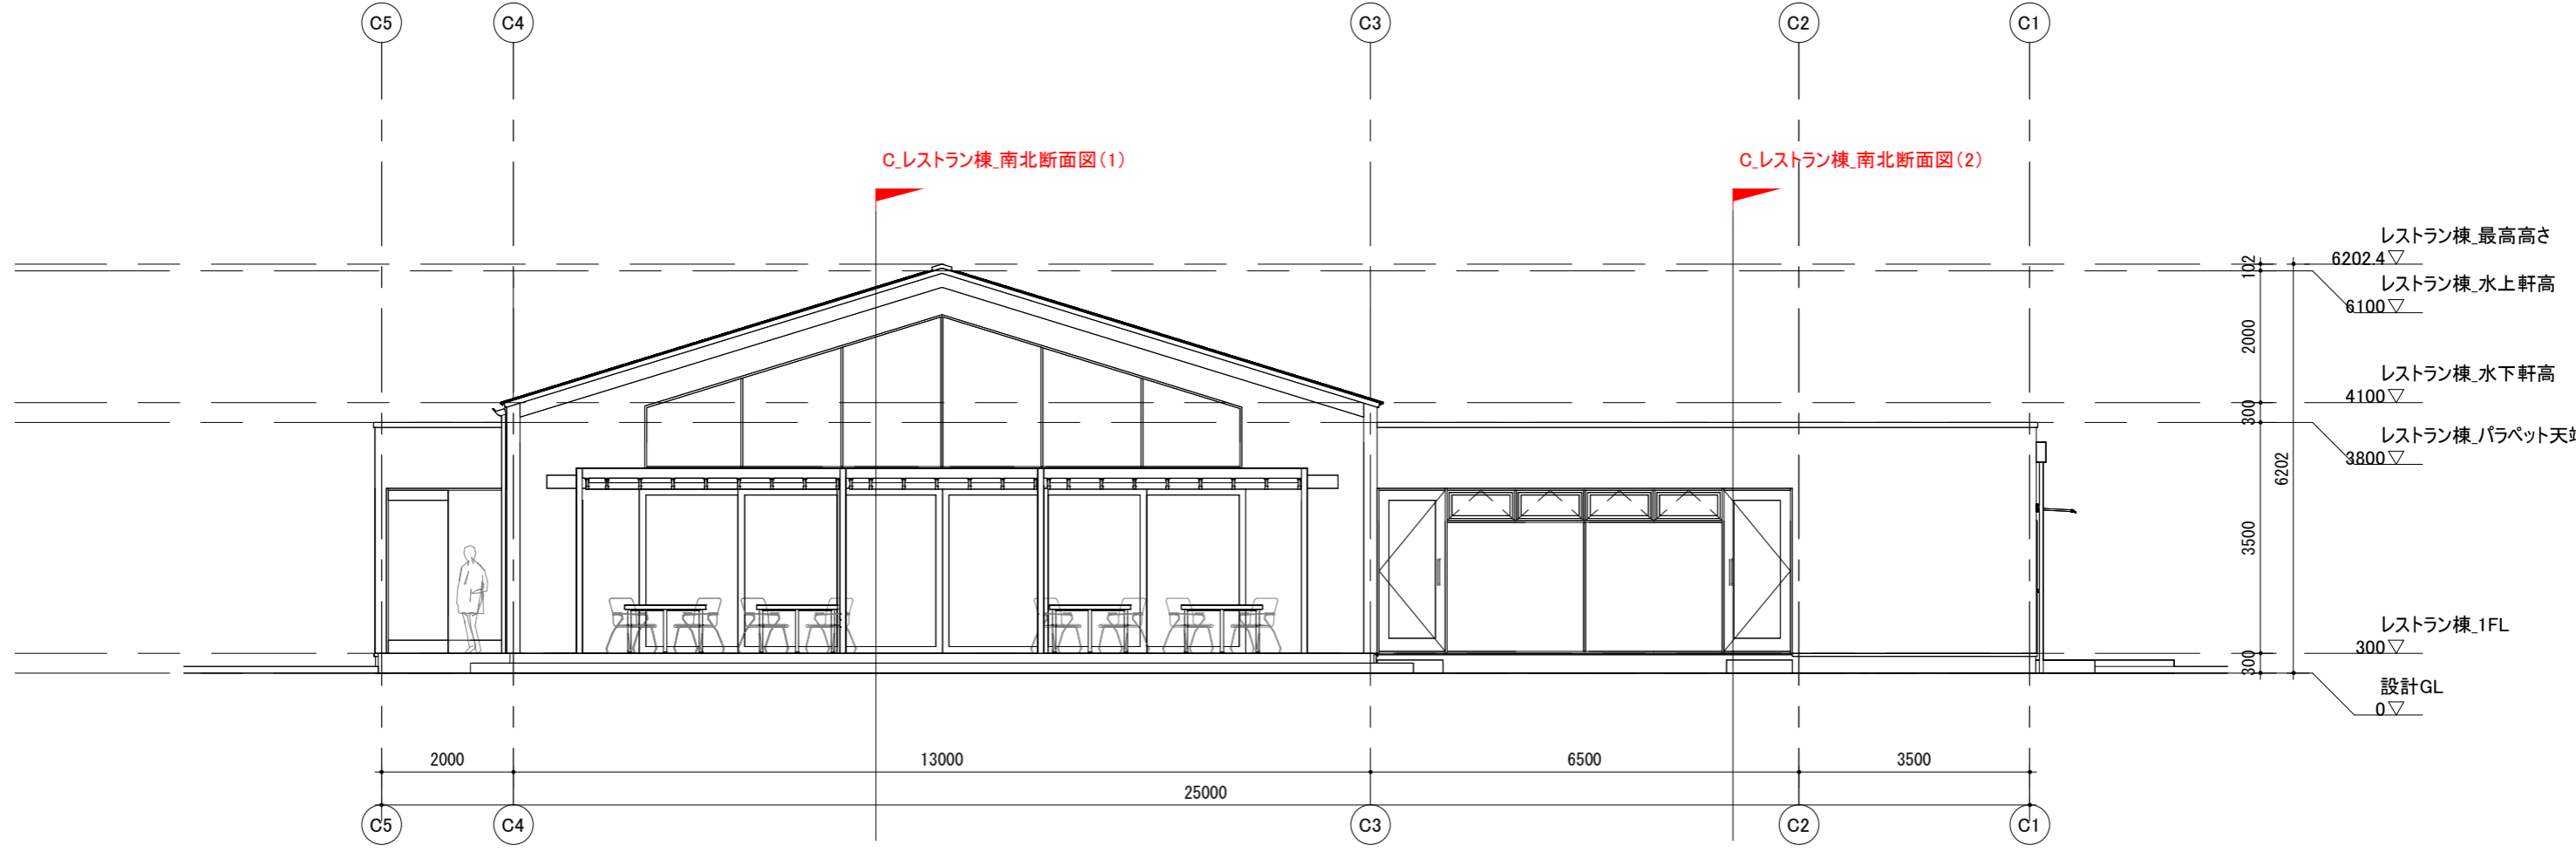 C5
C4
C3
C2
C1
C_レストラン棟_南北断面図(1)
C_レストラン棟_南北断面図(2)
レストラン棟_最高高さ
6202.4
102
レストラン棟_水上軒高
6100
2000
レストラン棟_水下軒高
4100
300
レストラン棟_パラペット天
3800
6202
3500
レストラン棟_1FL
300
300
設計GL
0
2000
13000
6500
3500
25000
C5
C4
C3
C2
C1